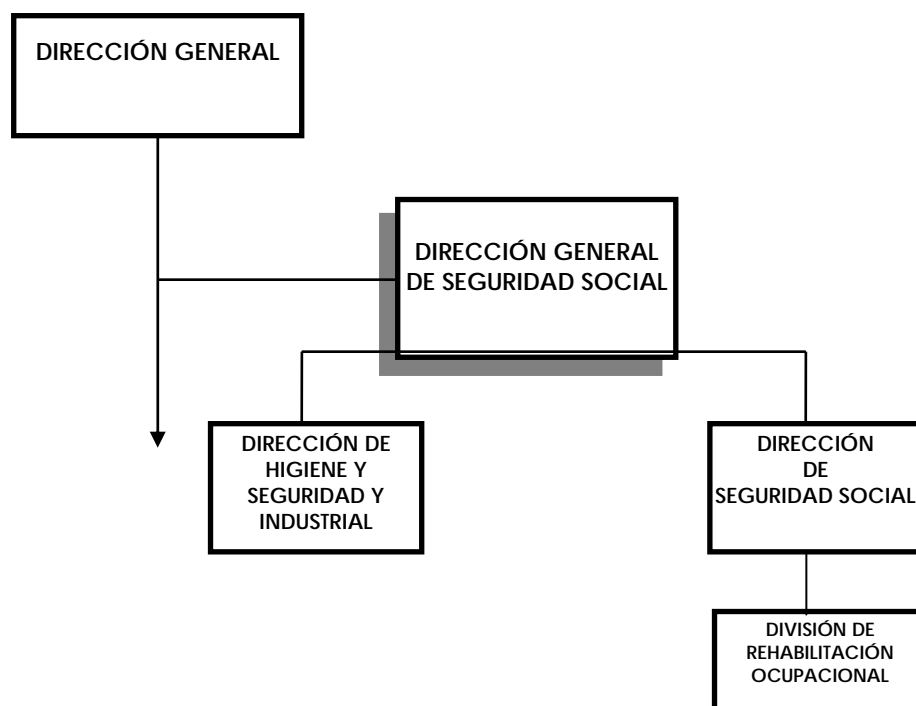 DIRECCIÓN GENERAL
DIRECCIÓN GENERAL
DE SEGURIDAD SOCIAL
DIRECCIÓN DE
HIGIENE Y
SEGURIDAD Y
INDUSTRIAL
DIRECCIÓN
DE
SEGURIDAD SOCIAL
DIVISIÓN DE
REHABILITACIÓN
OCUPACIONAL